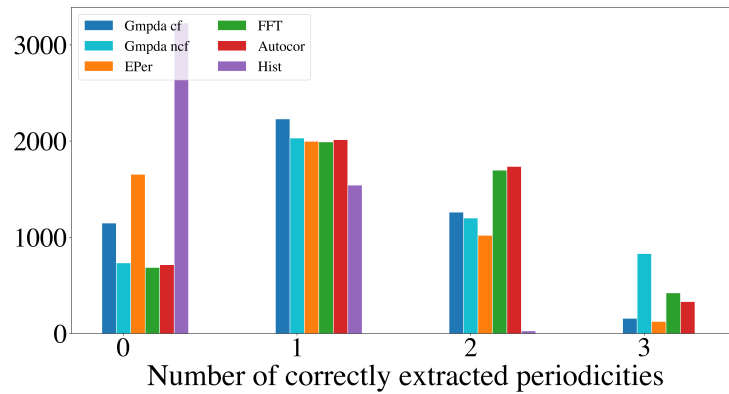 3000
2000
1000
0
Gmpda cf
Gmpda ncf
EPer
FFT
Autocor
Hist
0 1 2 3
Number of correctly extracted periodicities